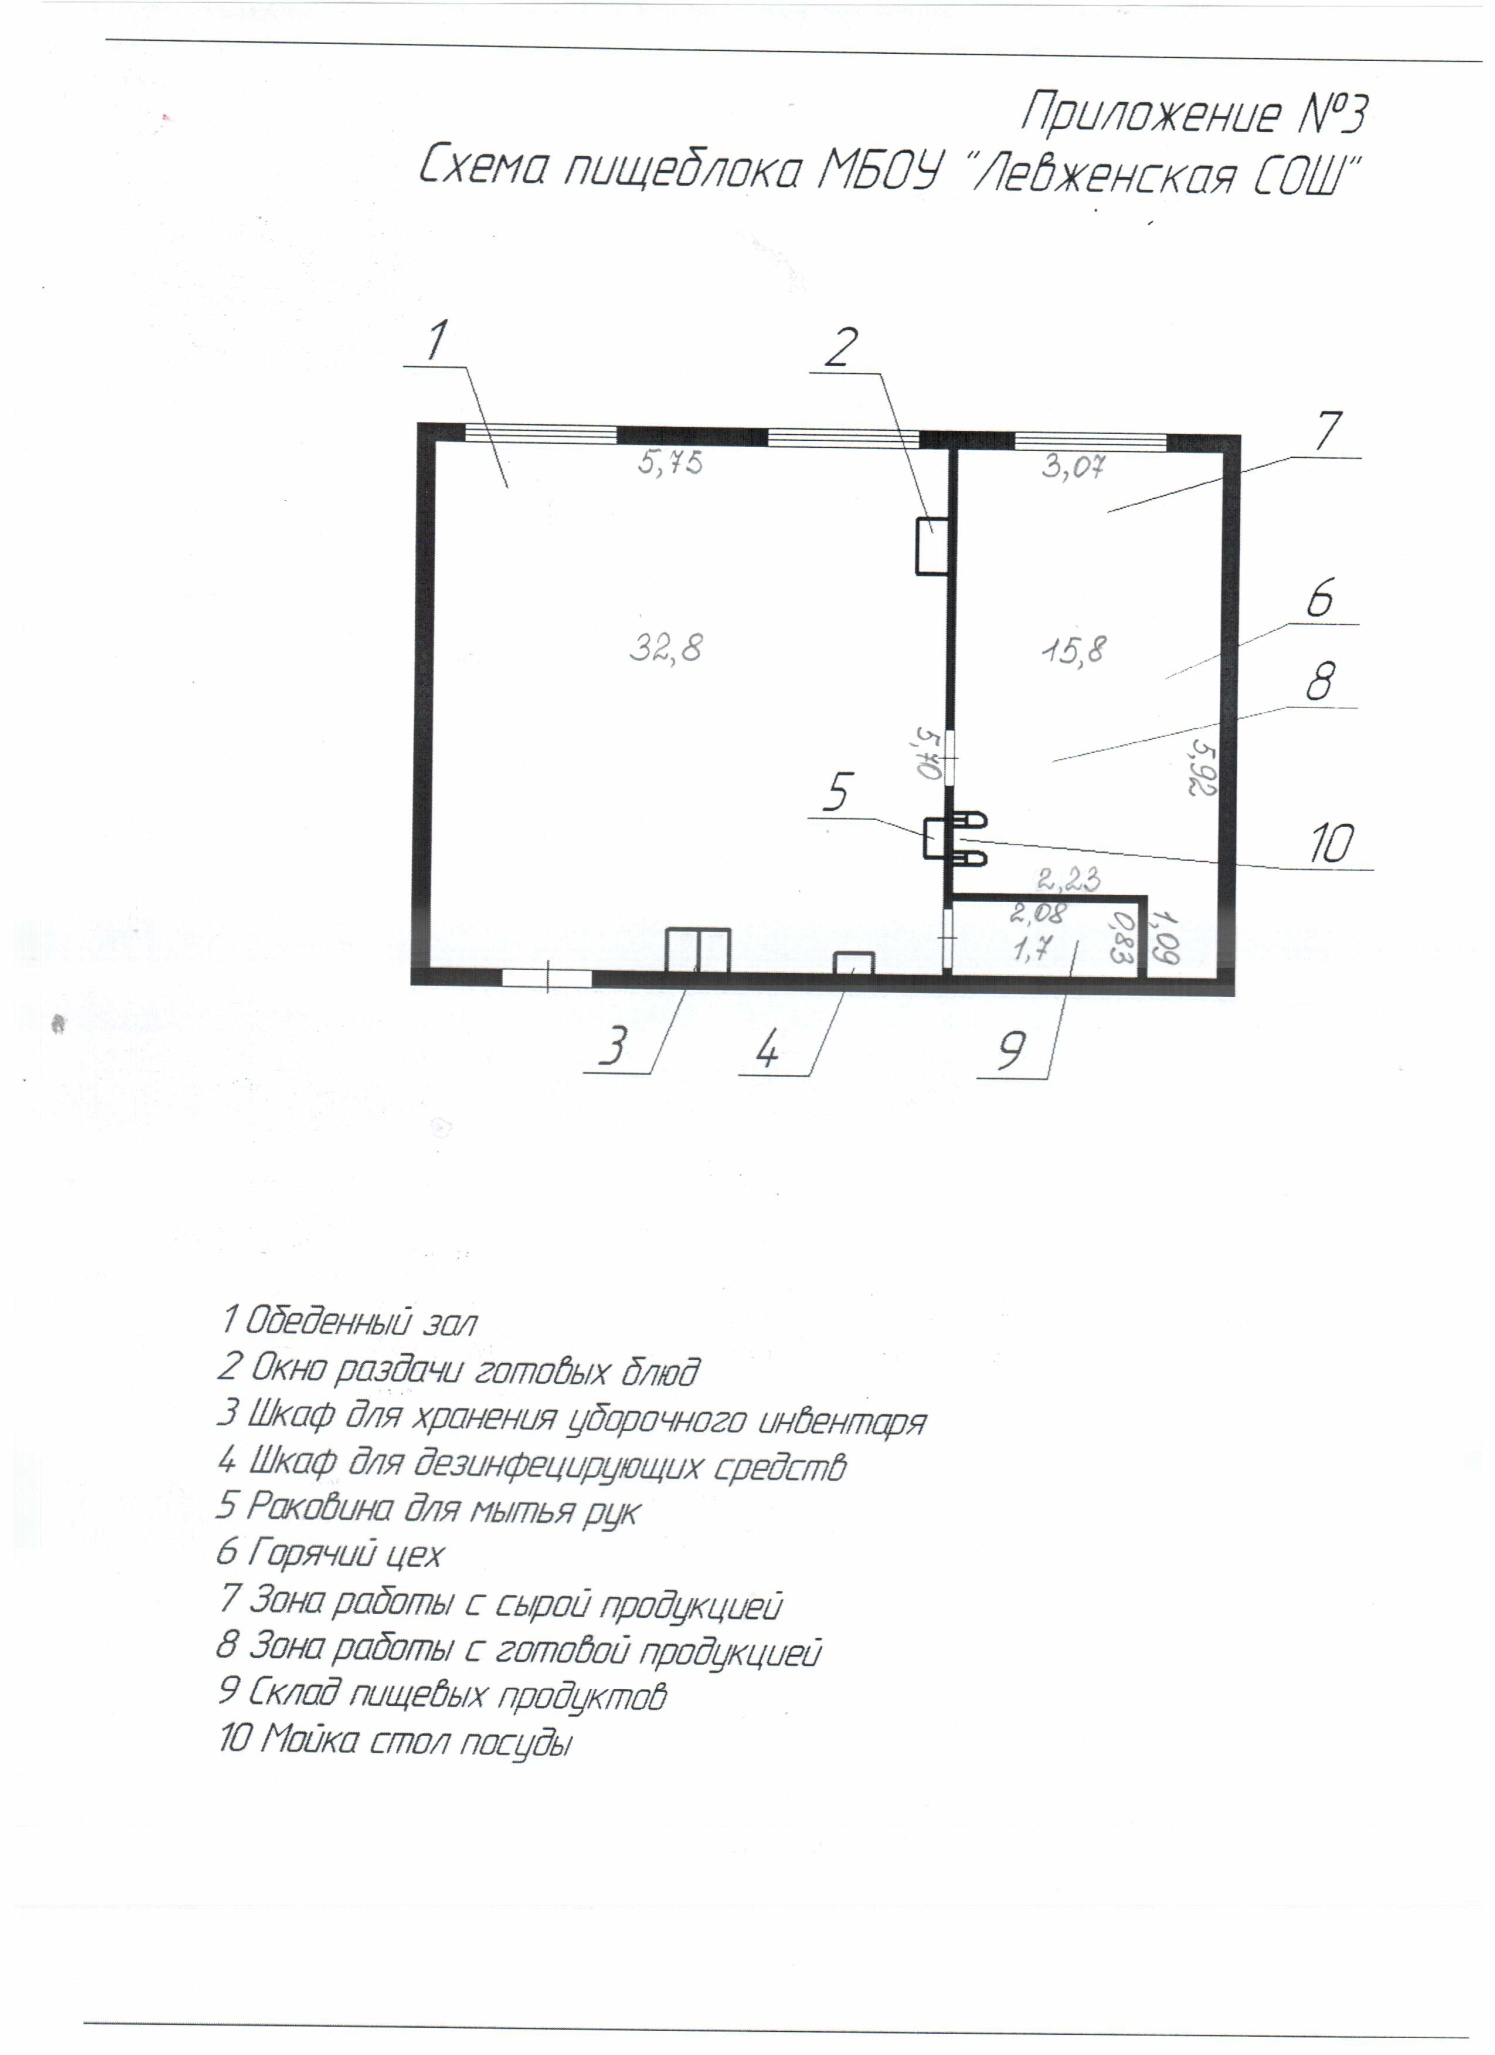 Приложение №3
Схема пищеблока МБОУ "Левженская СОШ"
1
2
7
5,75
3,07
6
32,8
15,8
8
5,70
5,92
5
10
2,23
2,08
1,7
0,83
1,09
3
4
9
1 Обеденный зал
2 Окно раздачи готовых блюд
3 Шкаф для хранения уборочного инвентаря
4 Шкаф для дезинфецирующих средств
5 Раковина для мытья рук
6 Горячий цех
7 Зона работы с сырой продукцией
8 Зона работы с готовой продукцией
9 Склад пищевых продуктов
10 Мойка стол посуды